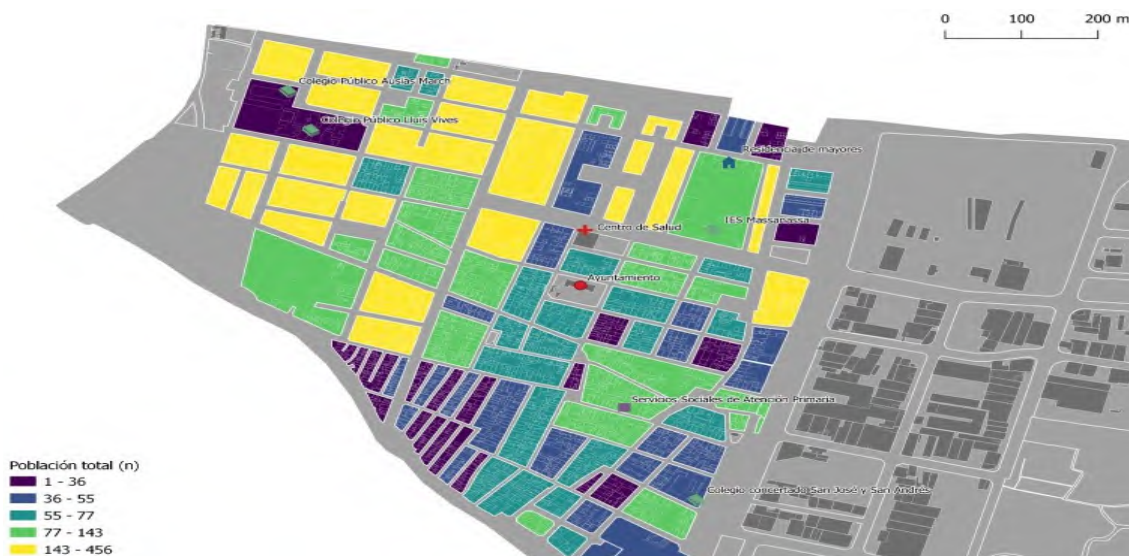 0 100 200 m
Colegio Público Ausias March
Colegio Público Lluis Vives
Residencia de mayores
IES Massanassa
Centro de Salud
Ayuntamiento
Servicios Sociales de Atención Primaria
Colegio concertado San José y San Andrés
Población total (n)
1 - 36
36 - 55
55 - 77
77 - 143
143 - 456